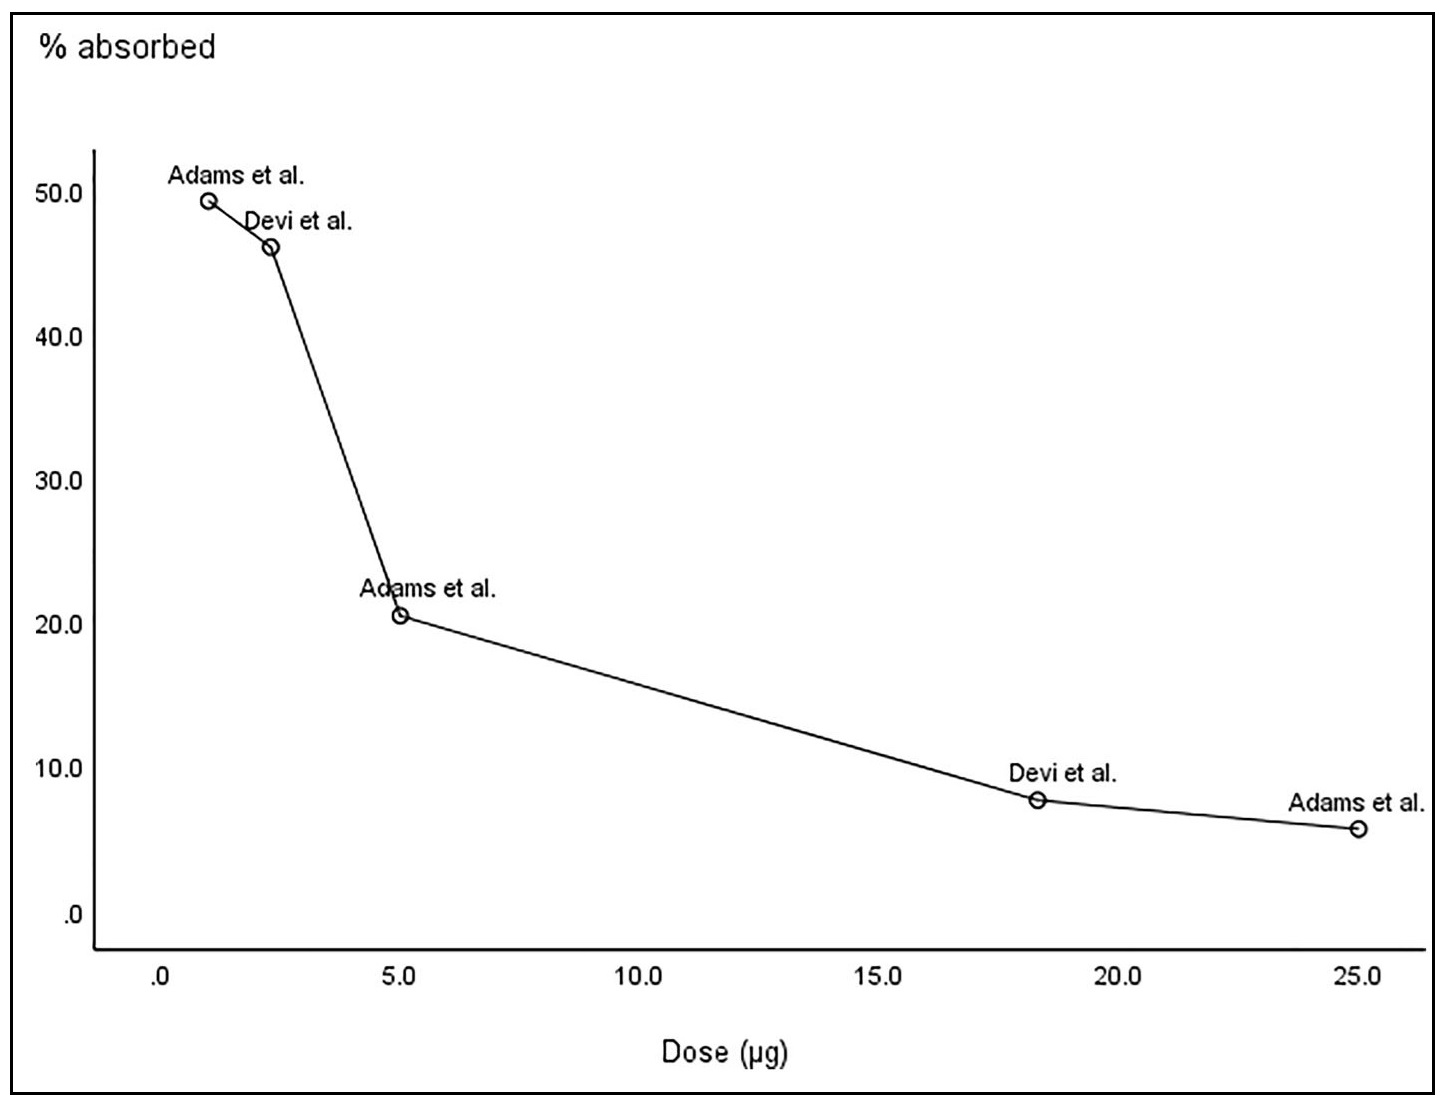 % absorbed
Adams et al.
50.0
Devi et al.
40.0
30.0
Adams et al.
20.0
10.0
Devi et al.
Adams et al.
.0
.0 5.0 10.0 15.0 20.0 25.0
Dose (µg)